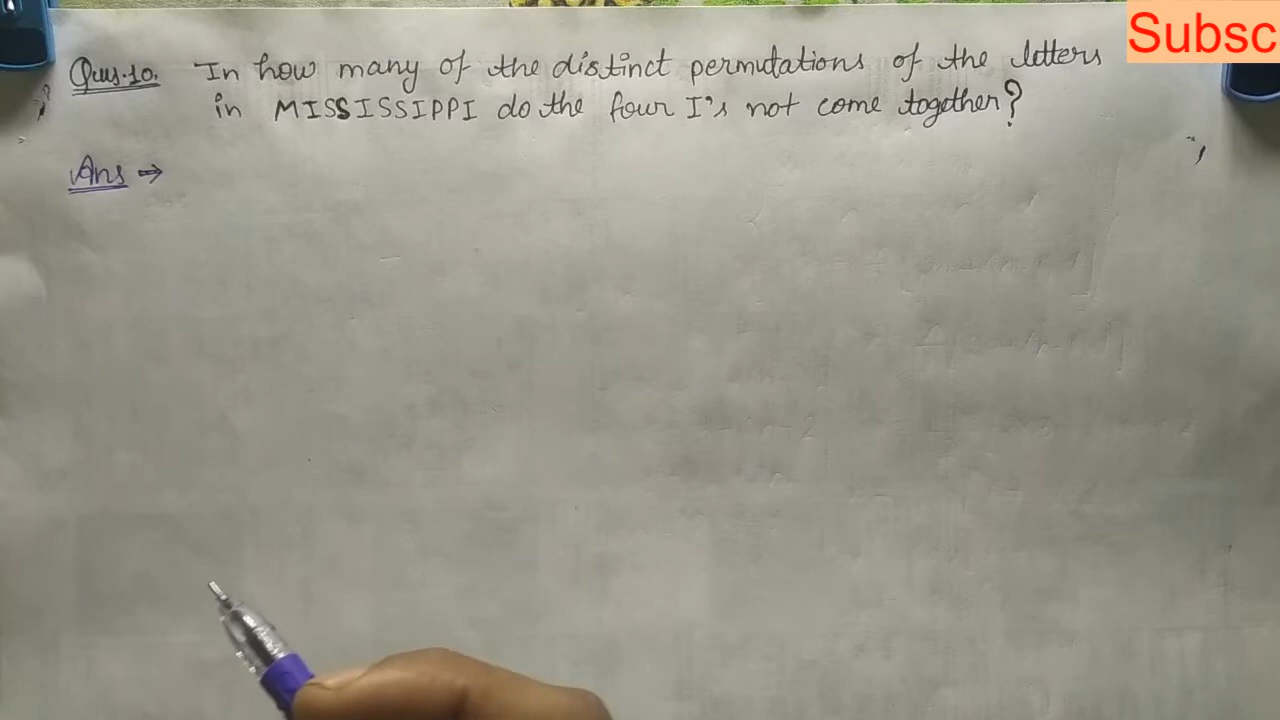 Subsc
Ques.10. In how many of the distinct permutations of the letters
in MISSISSIPPI do the four I's not come together?
Ans →